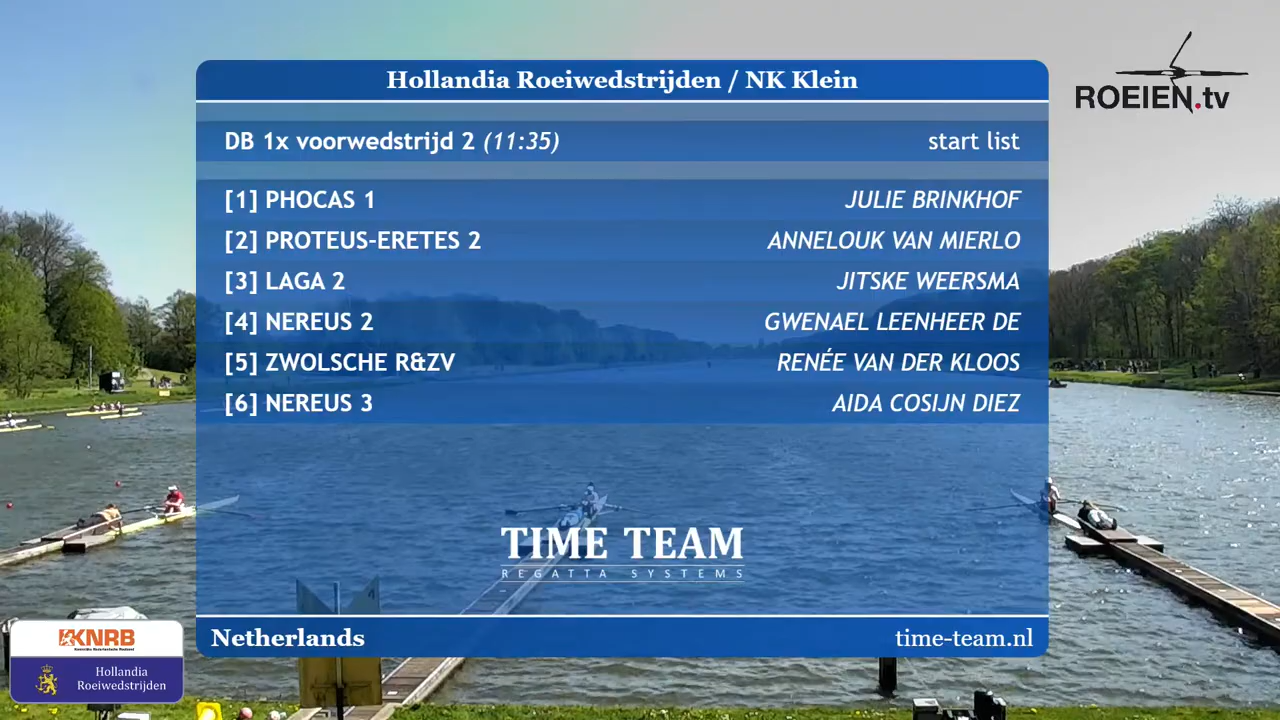 Hollandia Roeiwedstrijden / NK Klein
ROEIEN.tv
DB 1x voorwedstrijd 2 (11:35) start list
[1] PHOCAS 1 JULIE BRINKHOF
[2] PROTEUS-ERETES 2 ANNELOUK VAN MIERLO
[3] LAGA 2 JITSKE WEERSMA
[4] NEREUS 2 GWENAEL LEENHEER DE
[5] ZWOLSCHE R&ZV RENÉE VAN DER KLOOS
[6] NEREUS 3 AIDA COSIJN DIEZ
TIME TEAM
REGATTA SYSTEMS
4
Netherlands time-team.nl
KNRB
Hollandia
Roeiwedstrijden